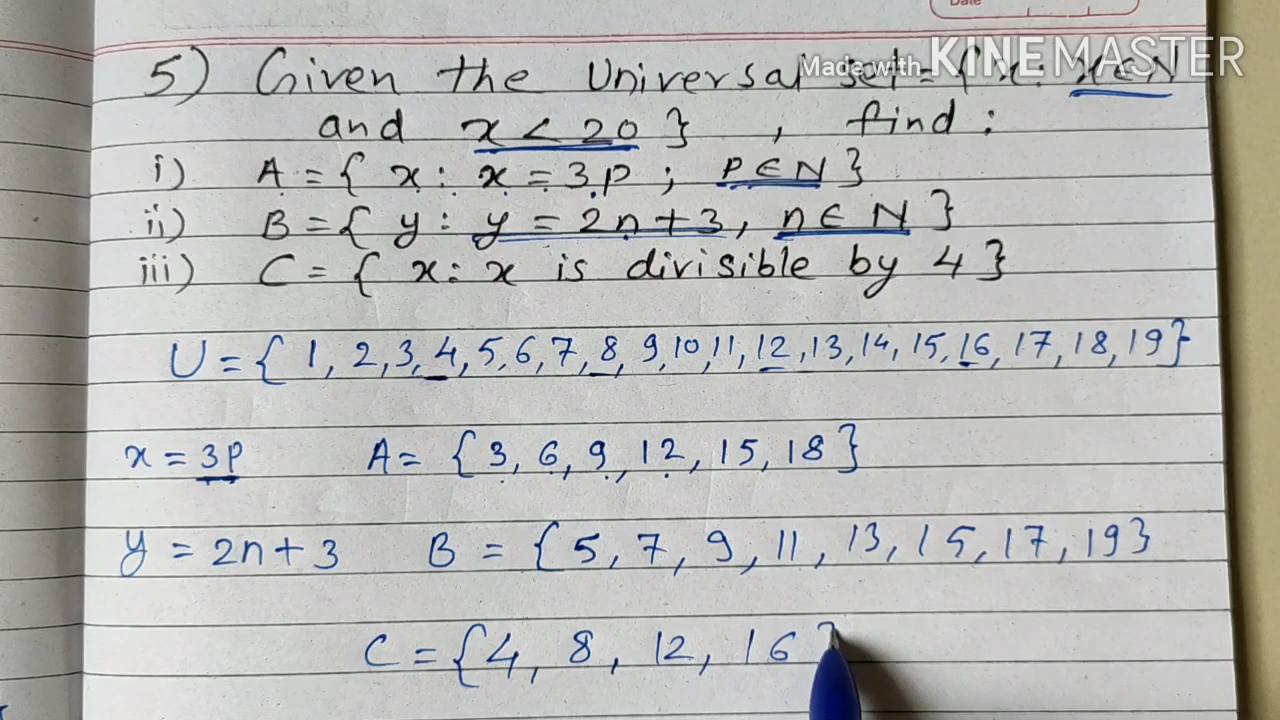 Date
Made with KINEMASTER
5) Given the Universal set = { x: x∈N
and x < 20 } , find :
i) A = { x : x = 3p ; p∈N }
ii) B = { y : y = 2n+3, n∈N }
iii) C = { x : x is divisible by 4 }
U = { 1, 2, 3, 4, 5, 6, 7, 8, 9, 10, 11, 12, 13, 14, 15, 16, 17, 18, 19 }
x = 3p A = { 3, 6, 9, 12, 15, 18 }
y = 2n+3 B = { 5, 7, 9, 11, 13, 15, 17, 19 }
C = { 4, 8, 12, 16 }